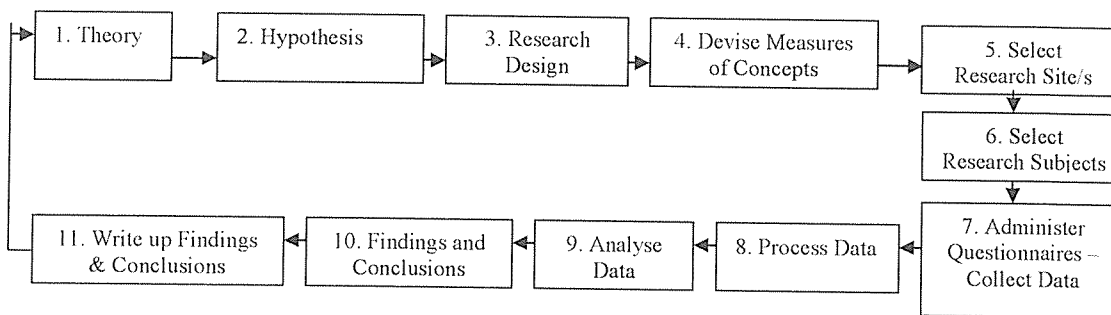 1. Theory
2. Hypothesis
3. Research
Design
4. Devise Measures
of Concepts
5. Select
Research Site/s
6. Select
Research Subjects
7. Administer
Questionnaires –
Collect Data
8. Process Data
9. Analyse
Data
10. Findings and
Conclusions
11. Write up Findings
& Conclusions